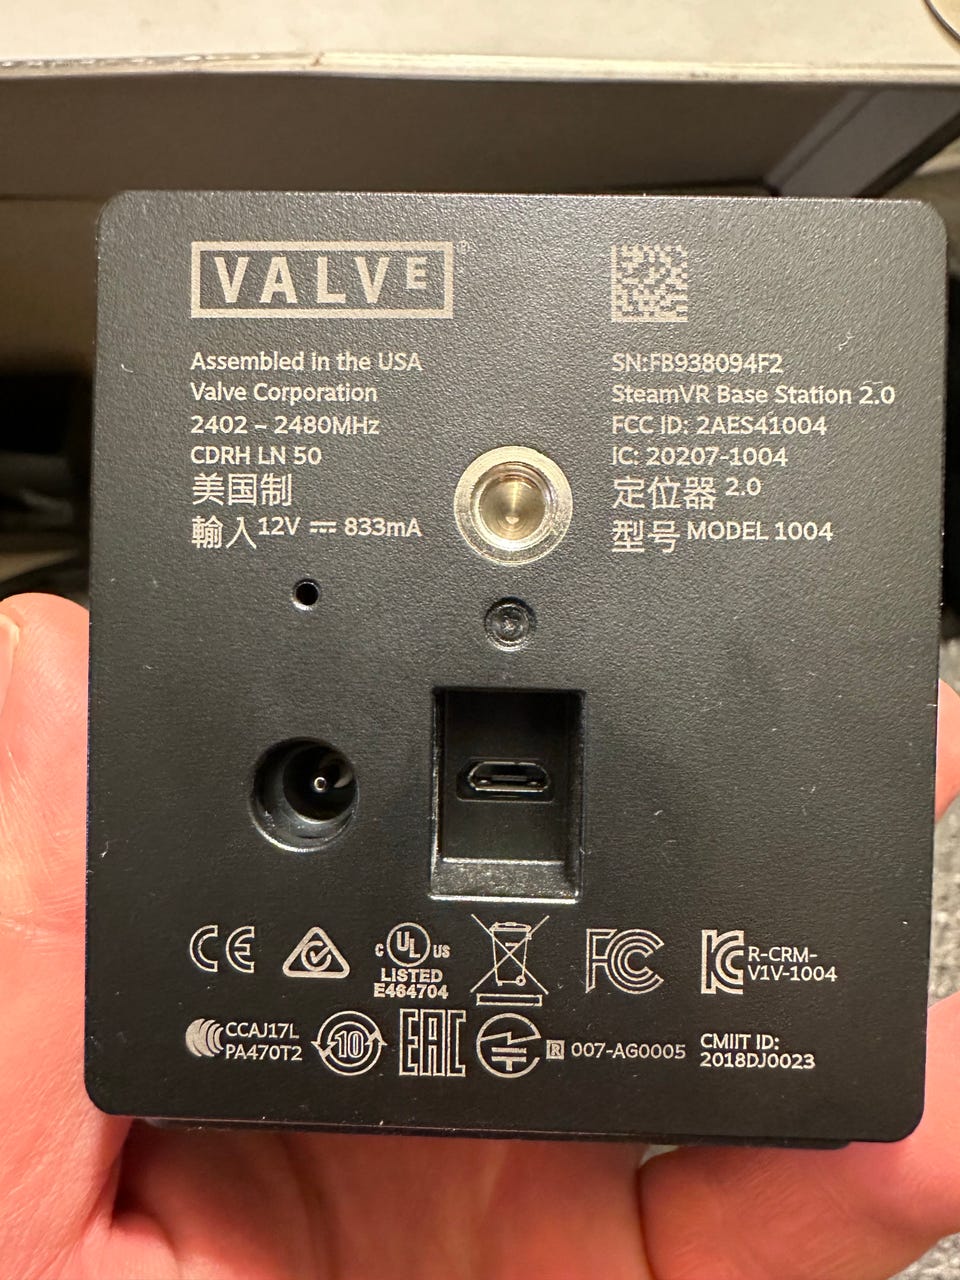 VALVE®
Assembled in the USA
Valve Corporation
2402 – 2480MHz
CDRH LN 50
美国制
輸入 12V ⎓ 833mA
SN:FB938094F2
SteamVR Base Station 2.0
FCC ID: 2AES41004
IC: 20207-1004
定位器 2.0
型号 MODEL 1004
CE
C UL US
LISTED
E464704
FC
KC R-CRM-
V1V-1004
CCAJ17L
PA470T2
10
EAC
R 007-AG0005
CMIIT ID:
2018DJ0023